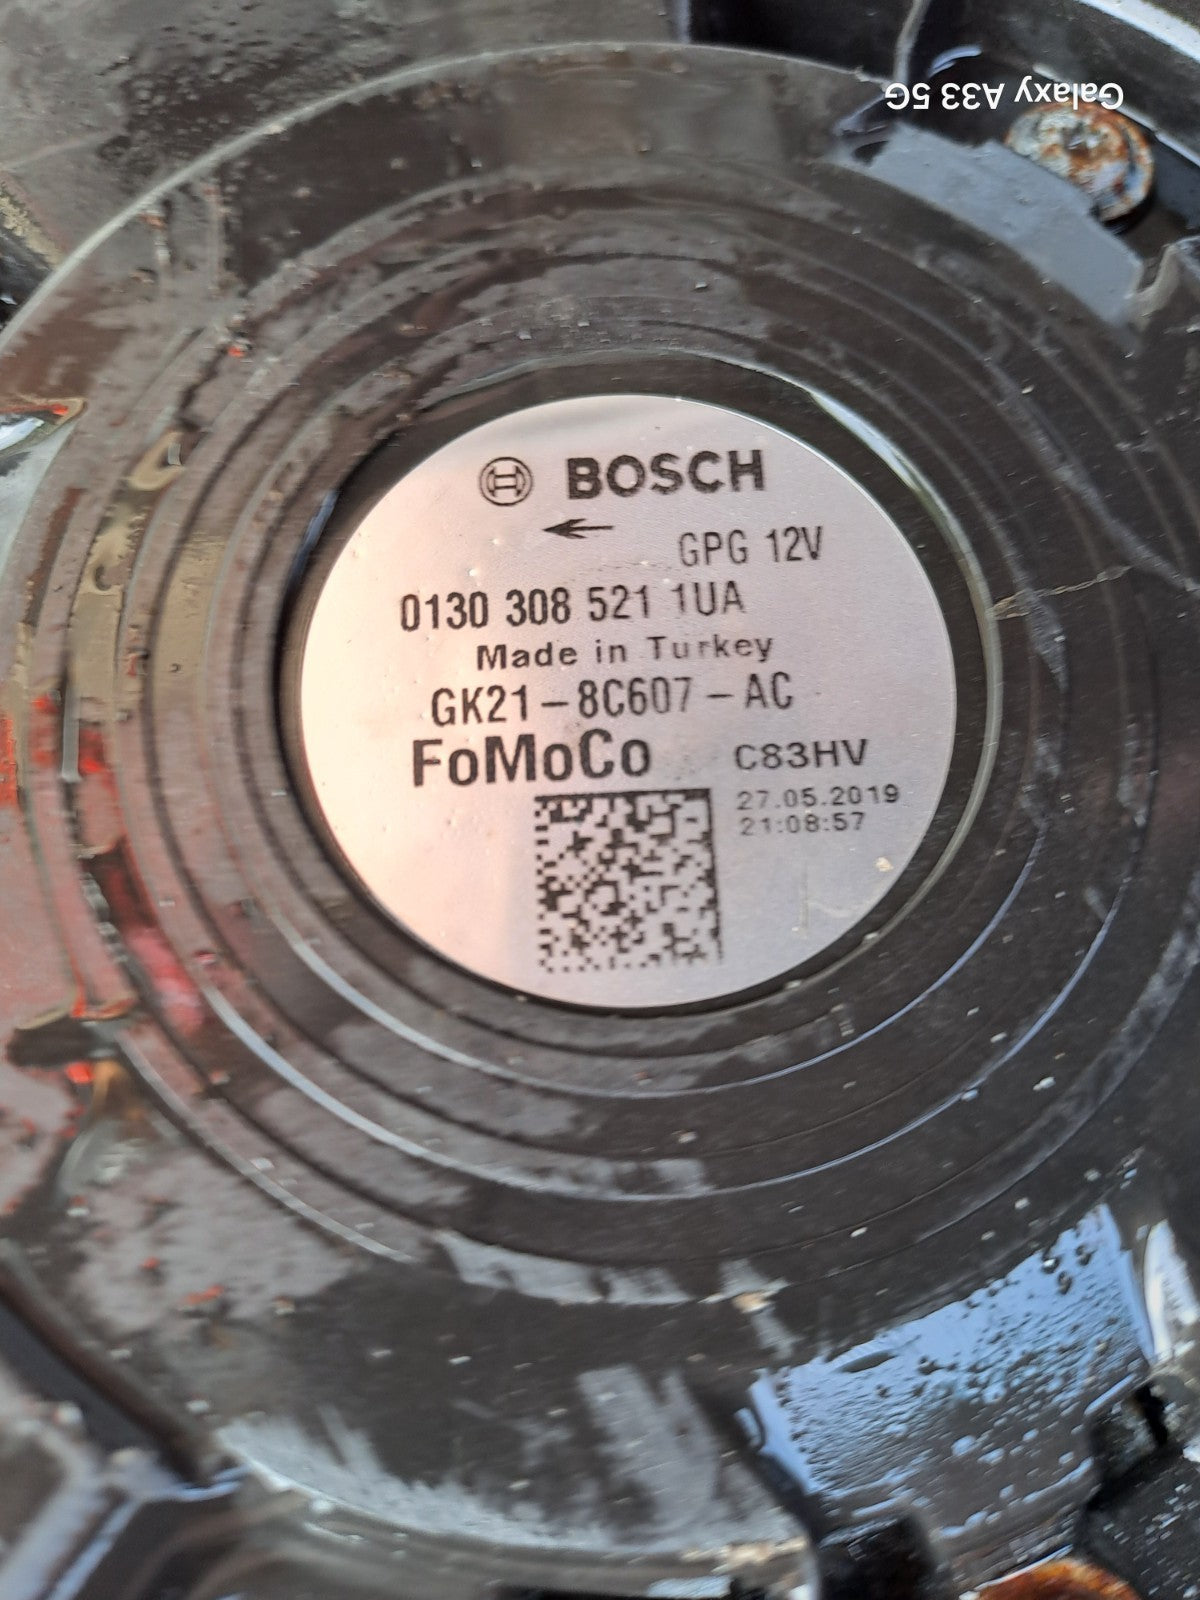 Galaxy A33 5G
BOSCH
GPG 12V
0130 308 521 1UA
Made in Turkey
GK21-8C607-AC
FoMoCo C83HV
27.05.2019
21:08:57